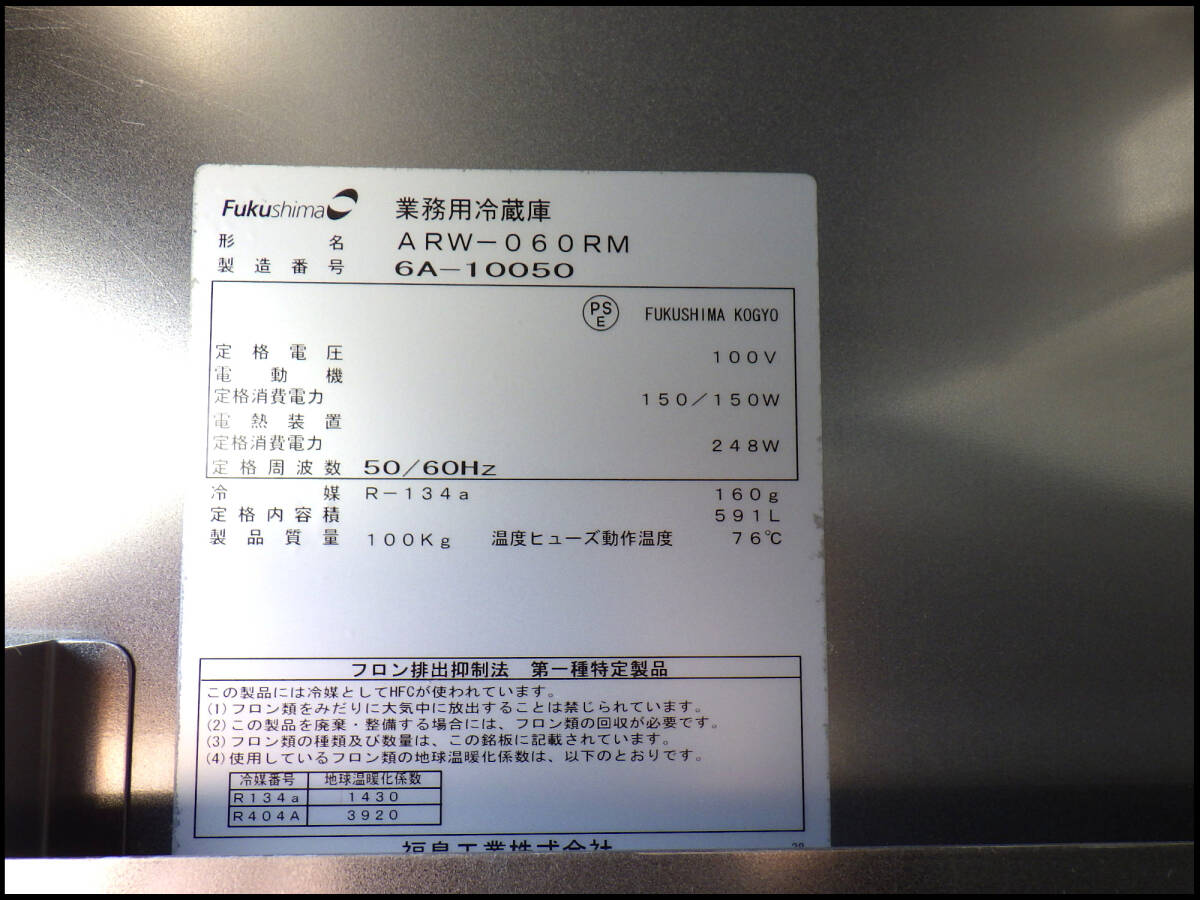 Fukushima 業務用冷蔵庫
形名 ARW-060RM
製造番号 6A-10050
PSE FUKUSHIMA KOGYO
定格電圧 100V
電動機
定格消費電力 150/150W
電熱装置
定格消費電力 248W
定格周波数 50/60Hz
冷媒 R-134a 160g
定格内容積 591L
製品質量 100Kg 温度ヒューズ動作温度 76℃
フロン排出抑制法 第一種特定製品
この製品には冷媒としてHFCが使われています。
(1)フロン類をみだりに大気中に放出することは禁じられています。
(2)この製品を廃棄・整備する場合には、フロン類の回収が必要です。
(3)フロン類の種類及び数量は、この銘板に記載されています。
(4)使用しているフロン類の地球温暖化係数は、以下のとおりです。
冷媒番号 地球温暖化係数
R134a 1430
R404A 3920
福島工業株式会社